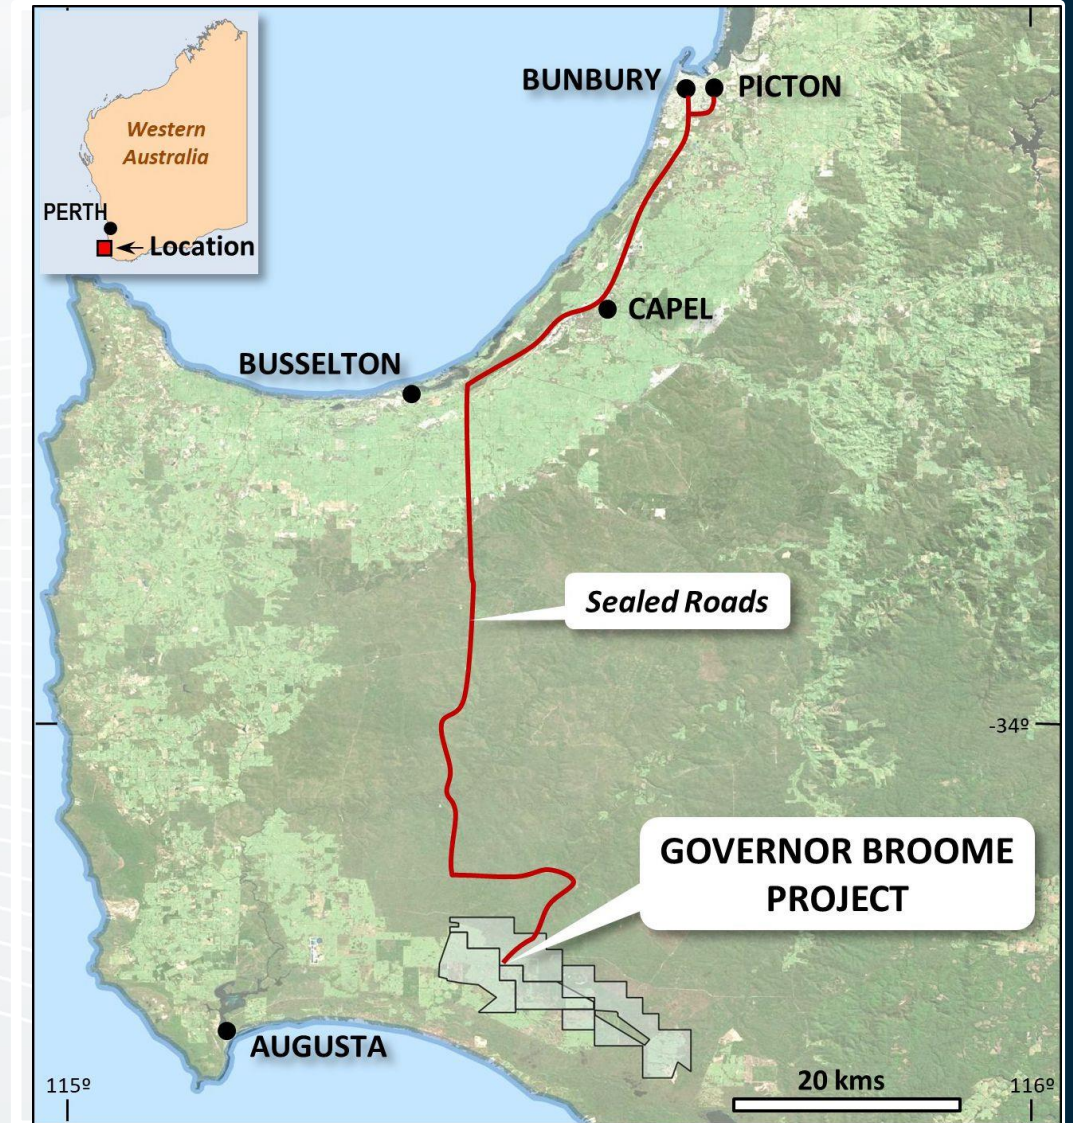 Western
Australia
PERTH
Location
BUNBURY
PICTON
CAPEL
BUSSELTON
Sealed Roads
-34º
GOVERNOR BROOME
PROJECT
AUGUSTA
20 kms
115º
116º